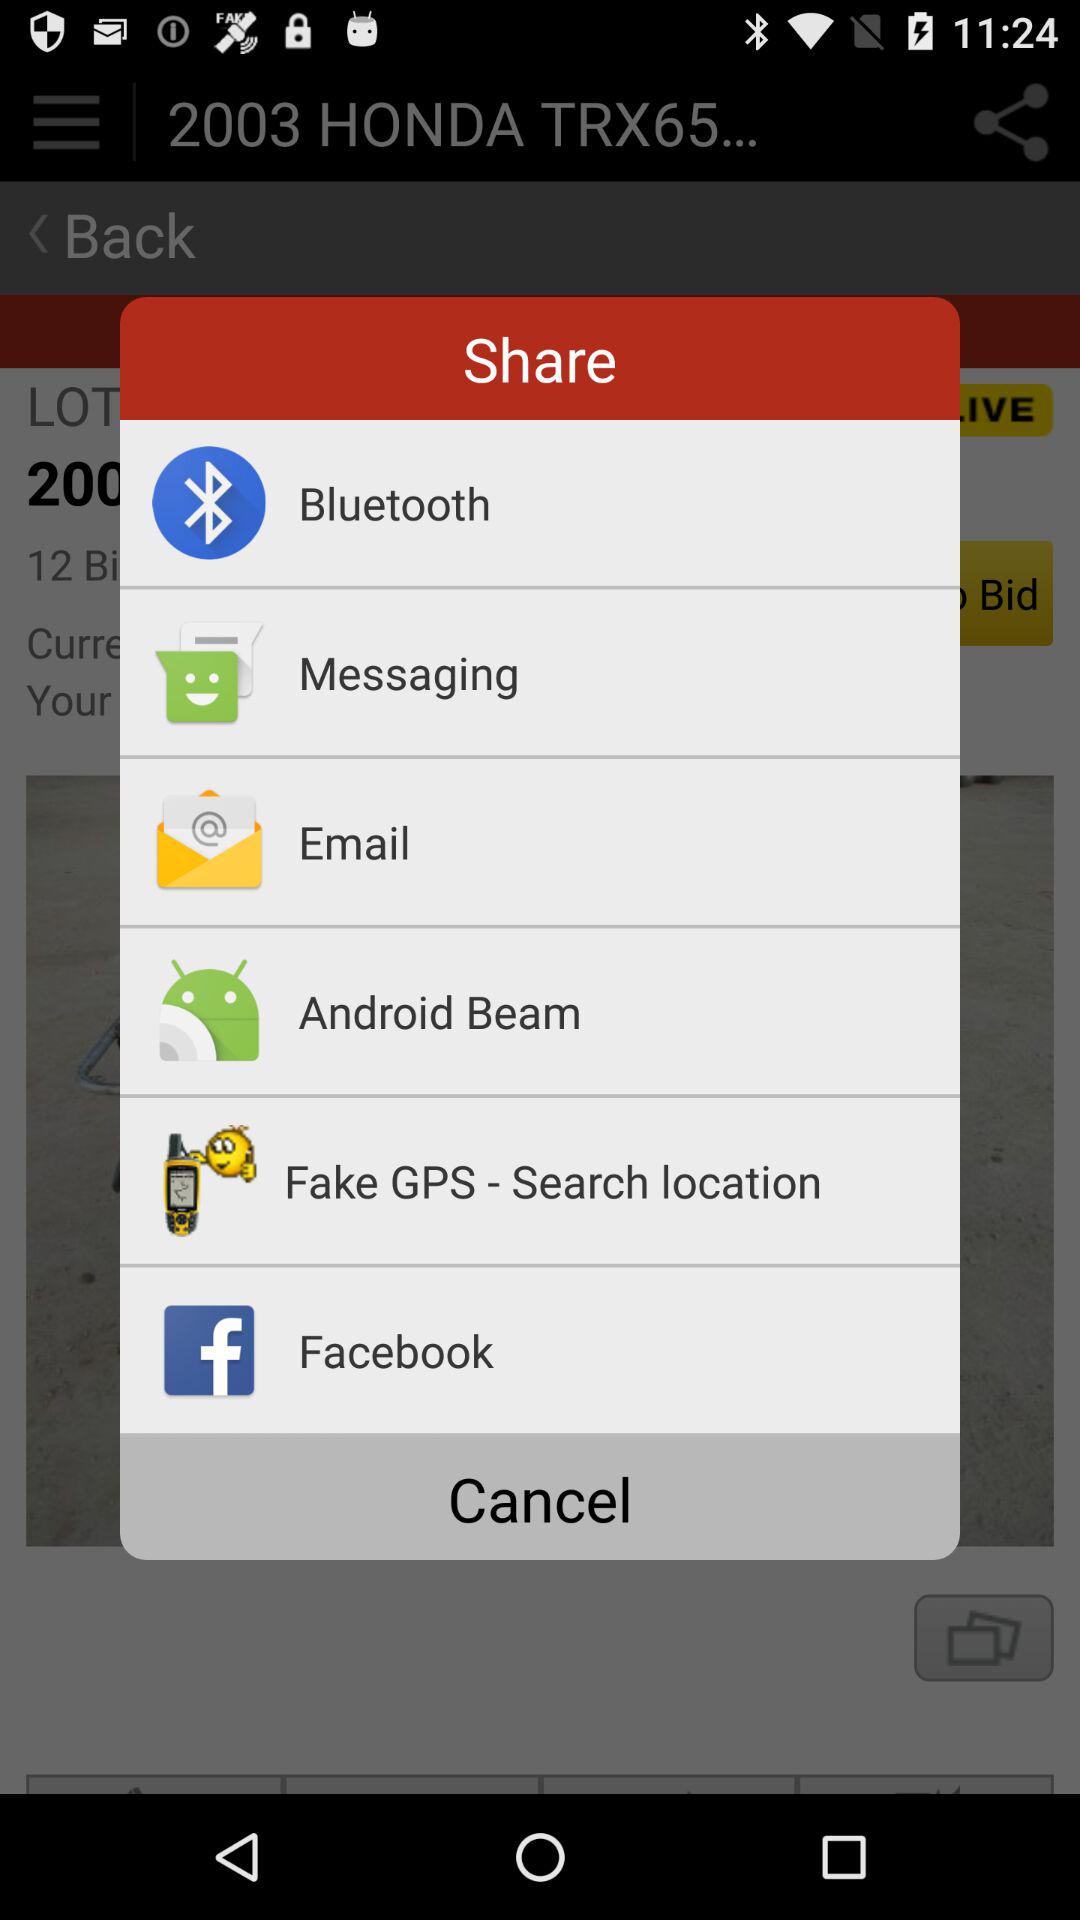 FAKE
11:24
2003 HONDA TRX65...
Back
Share
LOT
200
12 Bi
Curre
Your
Bid
Bluetooth
Messaging
Email
Android Beam
Fake GPS - Search location
Facebook
Cancel